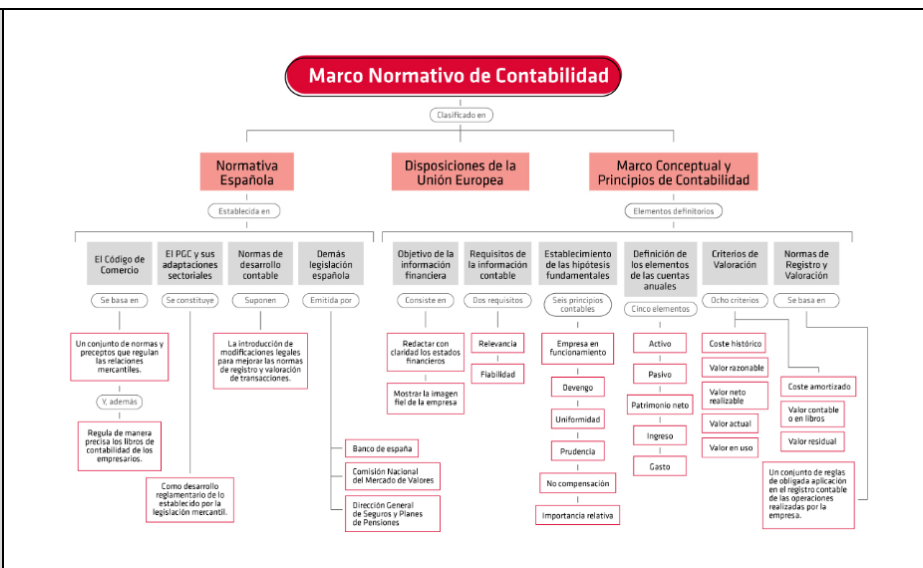 Marco Normativo de Contabilidad
Clasificado en
Normativa
Española
Disposiciones de la
Unión Europea
Marco Conceptual y
Principios de Contabilidad
Establecida en
Elementos definitorios
El Código de
Comercio
El PGC y sus
adaptaciones
sectoriales
Normas de
desarrollo
contable
Demás
legislación
española
Objetivo de la
información
financiera
Requisitos de
la información
contable
Establecimiento
de las hipótesis
fundamentales
Definición de
los elementos
de las cuentas
anuales
Criterios de
Valoración
Normas de
Registro y
Valoración
Se basa en
Se constituye
Suponen
Emitida por
Consiste en
Dos requisitos
Seis principios
contables
Cinco elementos
Ocho criterios
Se basa en
Un conjunto de normas y
preceptos que regulan
las relaciones
mercantiles.
Y, además
Regula de manera
precisa los libros de
contabilidad de los
empresarios.
Como desarrollo
reglamentario de lo
establecido por la
legislación mercantil.
La introducción de
modificaciones legales
para mejorar las normas
de registro y valoración
de transacciones.
Banco de españa
Comisión Nacional
del Mercado de Valores
Dirección General
de Seguros y Planes
de Pensiones
Redactar con
claridad los estados
financieros
Mostrar la imagen
fiel de la empresa
Relevancia
Fiabilidad
Empresa en
funcionamiento
Devengo
Uniformidad
Prudencia
No compensación
Importancia relativa
Activo
Pasivo
Patrimonio neto
Ingreso
Gasto
Coste histórico
Valor razonable
Valor neto
realizable
Valor actual
Valor en uso
Coste amortizado
Valor contable
o en libros
Valor residual
Un conjunto de reglas
de obligada aplicación
en el registro contable
de las operaciones
realizadas por la
empresa.